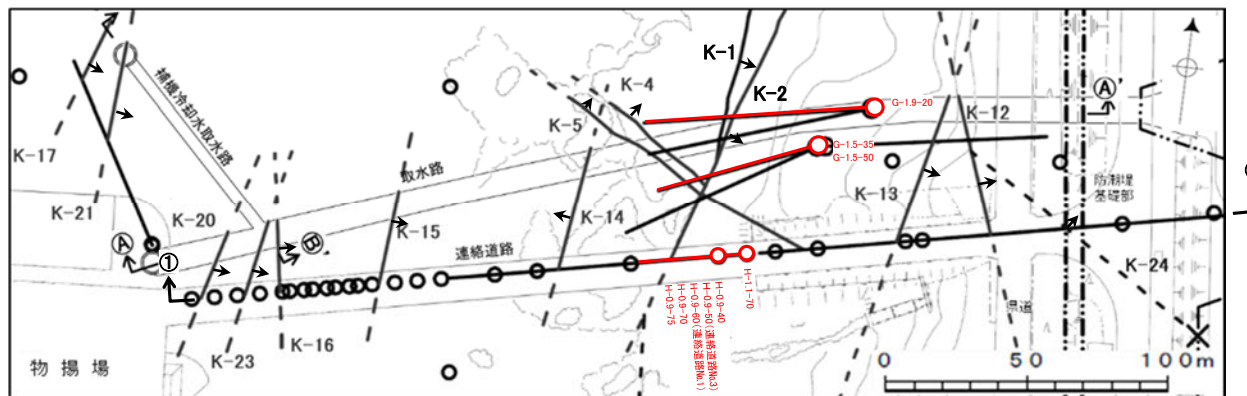 K-1
K-4
K-2
K-5
K-12
G-1.9-20
Ⓐ'
補機冷却水取水路
K-17
取水路
G-1.5-35
G-1.5-50
防潮堤
基礎部
K-21
K-20
K-13
K-14
K-15
Ⓐ
Ⓑ'
①
連絡道路
K-24
H-0.9-75
H-0.9-70
H-0.9-60(連絡道路No.1)
H-0.9-50(連絡道路No.3)
H-0.9-40
H-1.1-70
県道
K-23
K-16
物揚場
0 50 100m